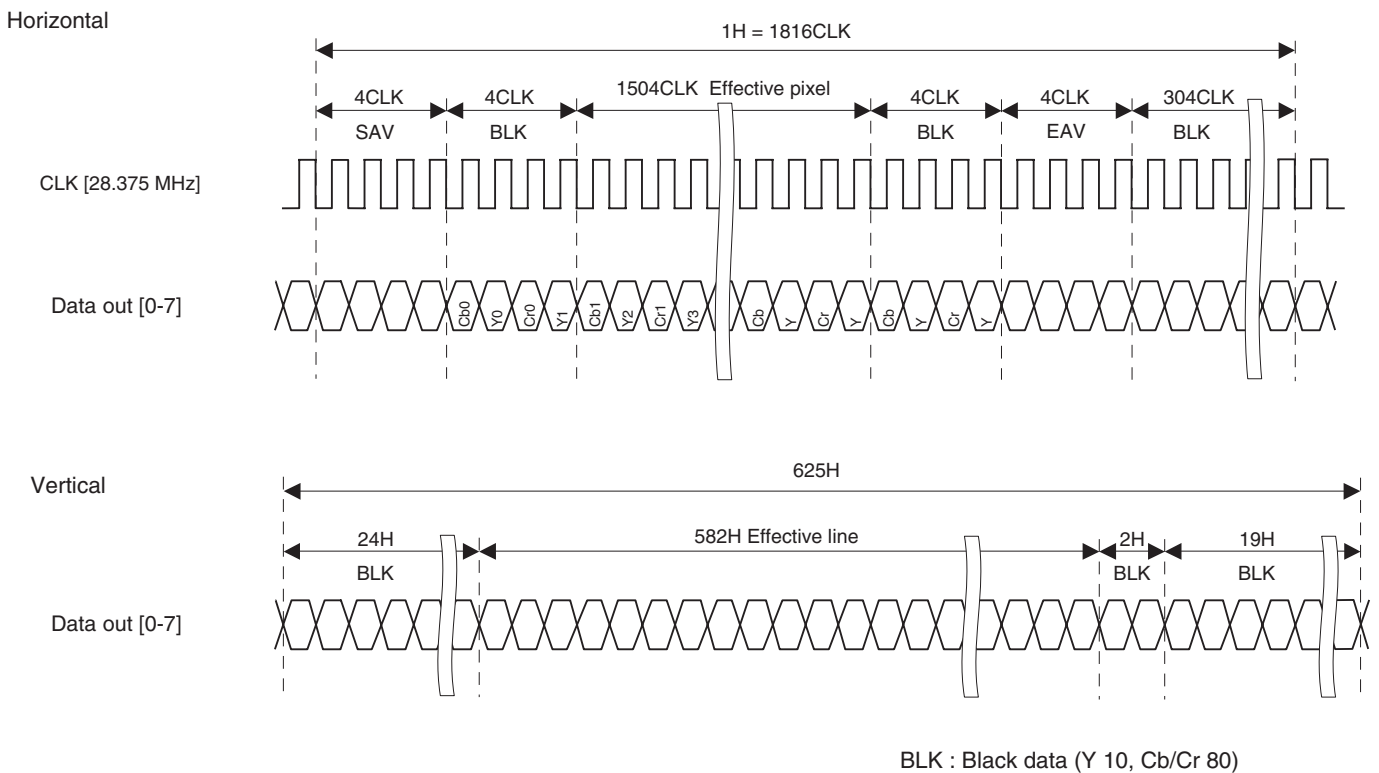 Horizontal
1H = 1816CLK
4CLK 4CLK 1504CLK Effective pixel 4CLK 4CLK 304CLK
SAV BLK BLK EAV BLK
CLK [28.375 MHz]
Data out [0-7]
Cb0 Y0 Cr0 Y1 Cb1 Y2 Cr1 Y3 Cb Y Cr Y Cb Y Cr Y
Vertical
625H
24H 582H Effective line 2H 19H
BLK BLK BLK
Data out [0-7]
BLK : Black data (Y 10, Cb/Cr 80)